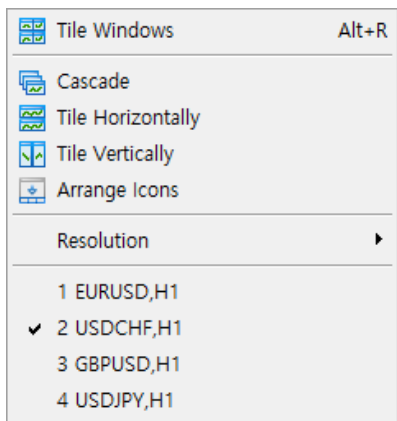 Tile Windows Alt+R
Cascade
Tile Horizontally
Tile Vertically
Arrange Icons
Resolution
1 EURUSD,H1
2 USDCHF,H1
3 GBPUSD,H1
4 USDJPY,H1